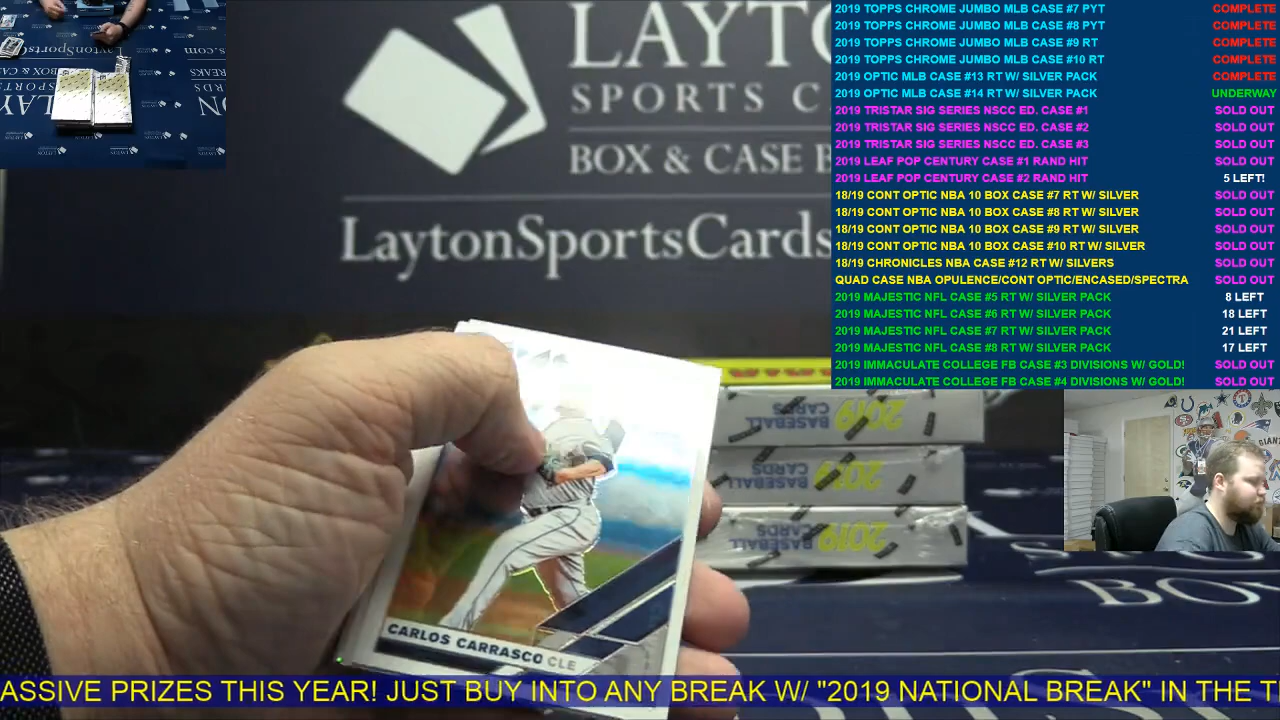 LAYTO
SPORTS C
BOX & CASE B
LaytonSportsCards
2019 TOPPS CHROME JUMBO MLB CASE #7 PYT COMPLETE
2019 TOPPS CHROME JUMBO MLB CASE #8 PYT COMPLETE
2019 TOPPS CHROME JUMBO MLB CASE #9 RT COMPLETE
2019 TOPPS CHROME JUMBO MLB CASE #10 RT COMPLETE
2019 OPTIC MLB CASE #13 RT W/ SILVER PACK COMPLETE
2019 OPTIC MLB CASE #14 RT W/ SILVER PACK UNDERWAY
2019 TRISTAR SIG SERIES NSCC ED. CASE #1 SOLD OUT
2019 TRISTAR SIG SERIES NSCC ED. CASE #2 SOLD OUT
2019 TRISTAR SIG SERIES NSCC ED. CASE #3 SOLD OUT
2019 LEAF POP CENTURY CASE #1 RAND HIT SOLD OUT
2019 LEAF POP CENTURY CASE #2 RAND HIT 5 LEFT!
18/19 CONT OPTIC NBA 10 BOX CASE #7 RT W/ SILVER SOLD OUT
18/19 CONT OPTIC NBA 10 BOX CASE #8 RT W/ SILVER SOLD OUT
18/19 CONT OPTIC NBA 10 BOX CASE #9 RT W/ SILVER SOLD OUT
18/19 CONT OPTIC NBA 10 BOX CASE #10 RT W/ SILVER SOLD OUT
18/19 CHRONICLES NBA CASE #12 RT W/ SILVERS SOLD OUT
QUAD CASE NBA OPULENCE/CONT OPTIC/ENCASED/SPECTRA SOLD OUT
2019 MAJESTIC NFL CASE #5 RT W/ SILVER PACK 8 LEFT
2019 MAJESTIC NFL CASE #6 RT W/ SILVER PACK 18 LEFT
2019 MAJESTIC NFL CASE #7 RT W/ SILVER PACK 21 LEFT
2019 MAJESTIC NFL CASE #8 RT W/ SILVER PACK 17 LEFT
2019 IMMACULATE COLLEGE FB CASE #3 DIVISIONS W/ GOLD! SOLD OUT
2019 IMMACULATE COLLEGE FB CASE #4 DIVISIONS W/ GOLD! SOLD OUT
2019 BASEBALL CARDS
2019 BASEBALL CARDS
2019 BASEBALL CARDS
CARLOS CARRASCO CLE
BO
ASSIVE PRIZES THIS YEAR! JUST BUY INTO ANY BREAK W/ "2019 NATIONAL BREAK" IN THE T